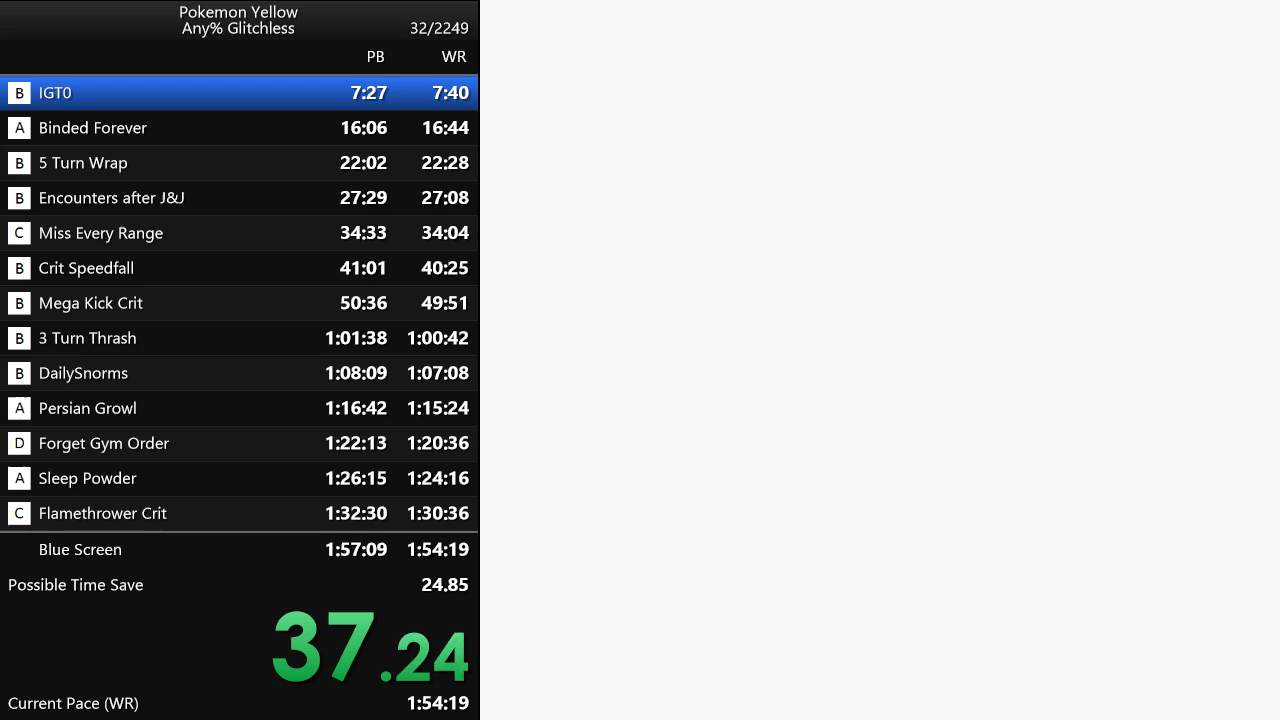 Pokemon Yellow
Any% Glitchless 32/2249
PB WR
B IGT0 7:27 7:40
A Binded Forever 16:06 16:44
B 5 Turn Wrap 22:02 22:28
B Encounters after J&J 27:29 27:08
C Miss Every Range 34:33 34:04
B Crit Speedfall 41:01 40:25
B Mega Kick Crit 50:36 49:51
B 3 Turn Thrash 1:01:38 1:00:42
B DailySnorms 1:08:09 1:07:08
A Persian Growl 1:16:42 1:15:24
D Forget Gym Order 1:22:13 1:20:36
A Sleep Powder 1:26:15 1:24:16
C Flamethrower Crit 1:32:30 1:30:36
Blue Screen 1:57:09 1:54:19
Possible Time Save 24.85
37.24
Current Pace (WR) 1:54:19